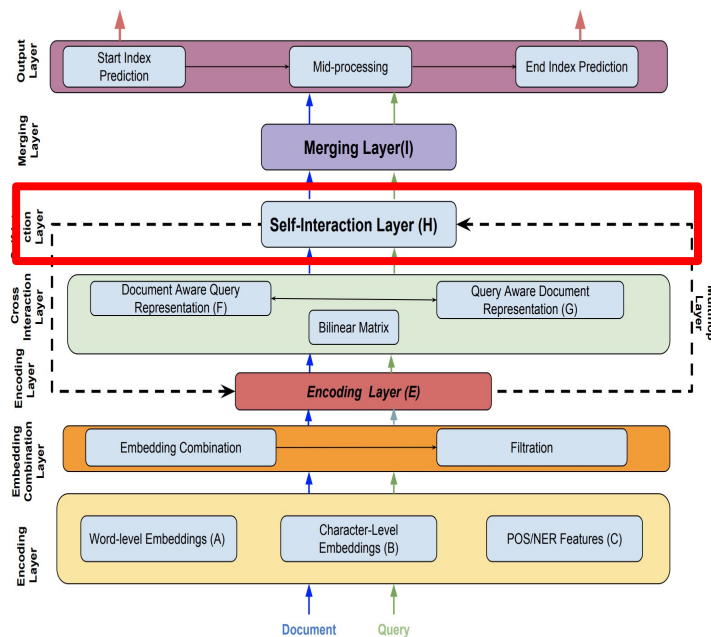 Output
Layer
Start Index
Prediction
Mid-processing
End Index Prediction
Merging
Layer
Merging Layer(I)
ction
Layer
Self-Interaction Layer (H)
Cross
Interaction
Layer
Document Aware Query
Representation (F)
Query Aware Document
Representation (G)
Bilinear Matrix
Layer
Encoding
Layer
Encoding Layer (E)
Embedding
Combination
Layer
Embedding Combination
Filtration
Encoding
Layer
Word-level Embeddings (A)
Character-Level
Embeddings (B)
POS/NER Features (C)
Document
Query